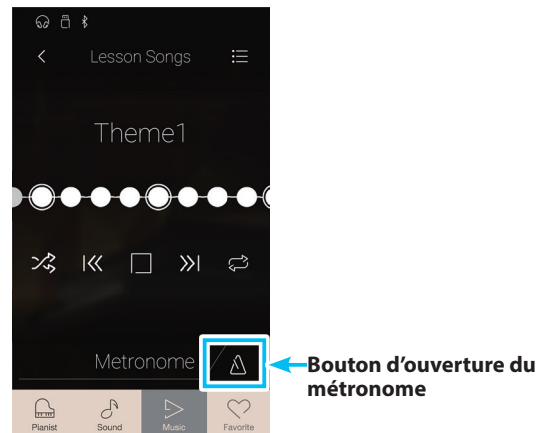 Lesson Songs
Theme1
Metronome
Bouton d’ouverture du
métronome
Pianist Sound Music Favorite